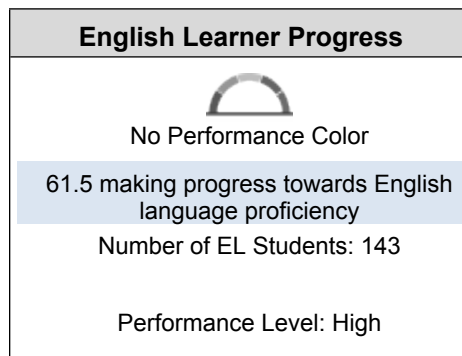 English Learner Progress
No Performance Color
61.5 making progress towards English
language proficiency
Number of EL Students: 143
Performance Level: High